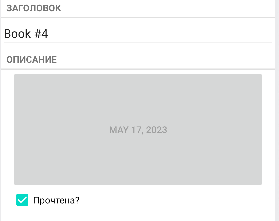 ЗАГОЛОВОК
Book #4
ОПИСАНИЕ
MAY 17, 2023
Прочтена?